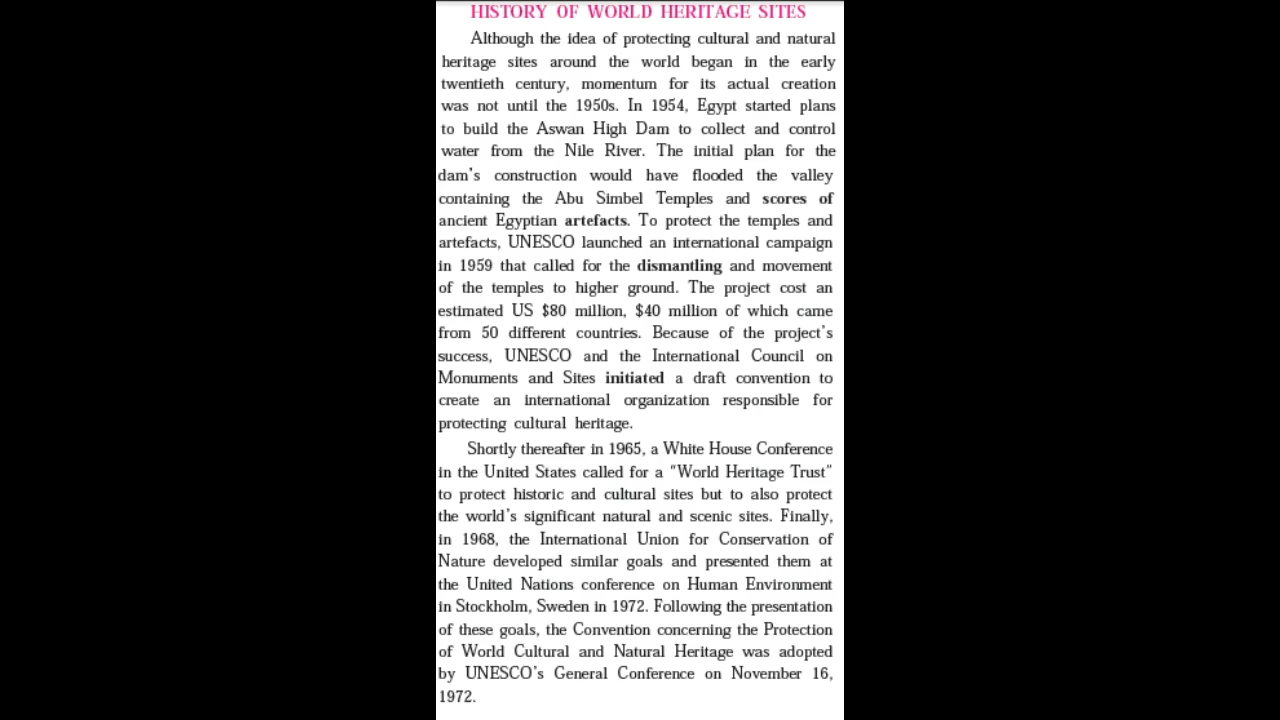 HISTORY OF WORLD HERITAGE SITES
Although the idea of protecting cultural and natural
heritage sites around the world began in the early
twentieth century, momentum for its actual creation
was not until the 1950s. In 1954, Egypt started plans
to build the Aswan High Dam to collect and control
water from the Nile River. The initial plan for the
dam's construction would have flooded the valley
containing the Abu Simbel Temples and scores of
ancient Egyptian artefacts. To protect the temples and
artefacts, UNESCO launched an international campaign
in 1959 that called for the dismantling and movement
of the temples to higher ground. The project cost an
estimated US $80 million, $40 million of which came
from 50 different countries. Because of the project's
success, UNESCO and the International Council on
Monuments and Sites initiated a draft convention to
create an international organization responsible for
protecting cultural heritage.
Shortly thereafter in 1965, a White House Conference
in the United States called for a "World Heritage Trust"
to protect historic and cultural sites but to also protect
the world's significant natural and scenic sites. Finally,
in 1968, the International Union for Conservation of
Nature developed similar goals and presented them at
the United Nations conference on Human Environment
in Stockholm, Sweden in 1972. Following the presentation
of these goals, the Convention concerning the Protection
of World Cultural and Natural Heritage was adopted
by UNESCO's General Conference on November 16,
1972.